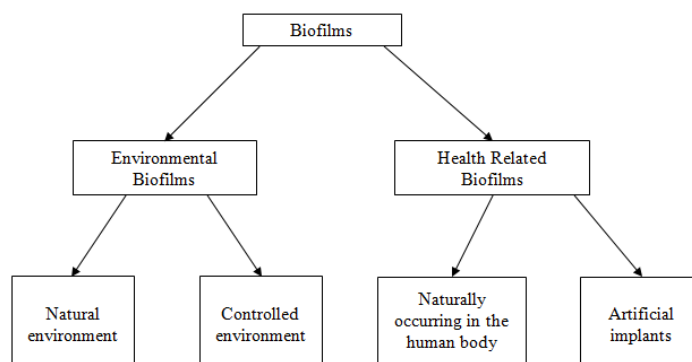 Biofilms
Environmental
Biofilms
Health Related
Biofilms
Natural
environment
Controlled
environment
Naturally
occurring in the
human body
Artificial
implants